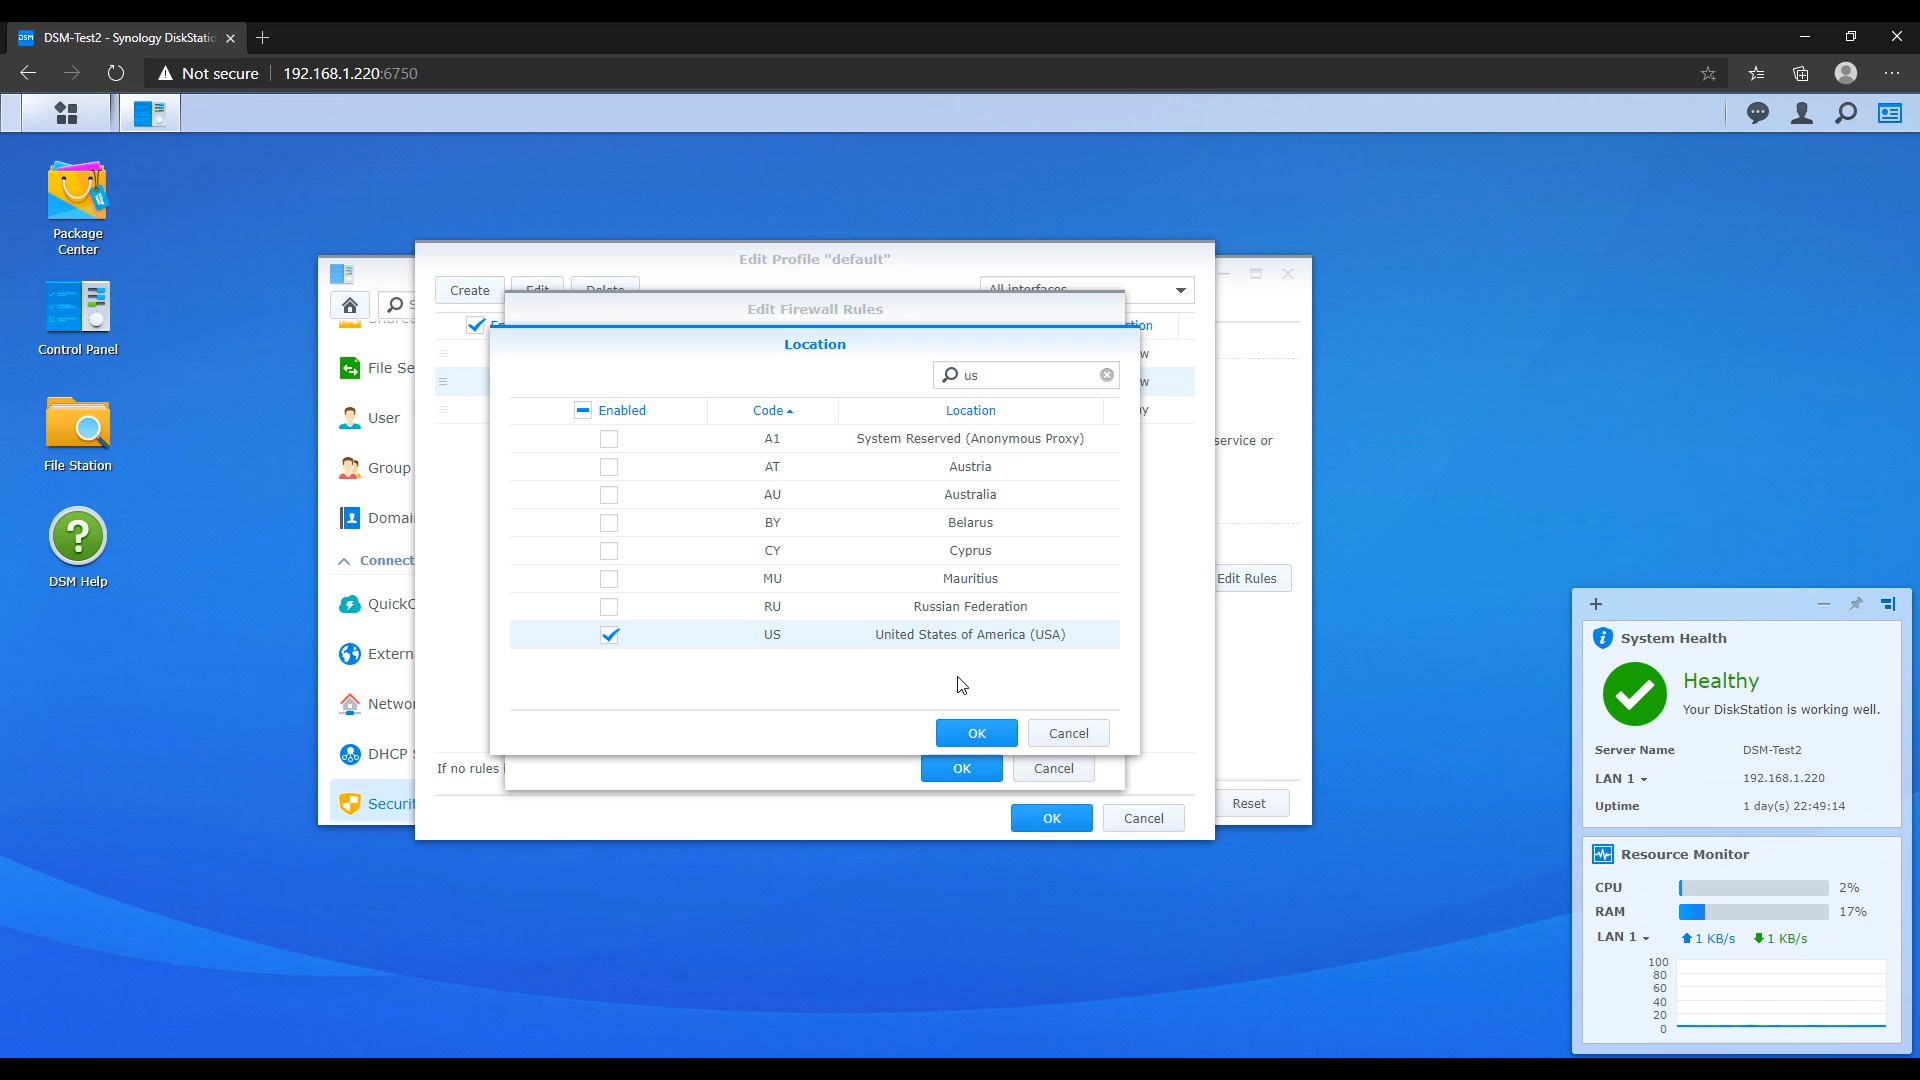 DSM-Test2 - Synology DiskStatio
Not secure
192.168.1.220:6750
Package
Center
Control Panel
File Station
DSM Help
Edit Profile "default"
Create
Edit
Delete
All interfaces
Edit Firewall Rules
Location
us
Enabled
Code
Location
A1
System Reserved (Anonymous Proxy)
AT
Austria
AU
Australia
BY
Belarus
CY
Cyprus
MU
Mauritius
RU
Russian Federation
US
United States of America (USA)
OK
Cancel
If no rules
OK
Cancel
OK
Cancel
File Se
User
Group
Domai
Connect
QuickC
Extern
Networ
DHCP
Securit
service or
Edit Rules
Reset
System Health
Healthy
Your DiskStation is working well.
Server Name
DSM-Test2
LAN 1
192.168.1.220
Uptime
1 day(s) 22:49:14
Resource Monitor
CPU
2%
RAM
17%
LAN 1
1 KB/s
1 KB/s
100
80
60
40
20
0